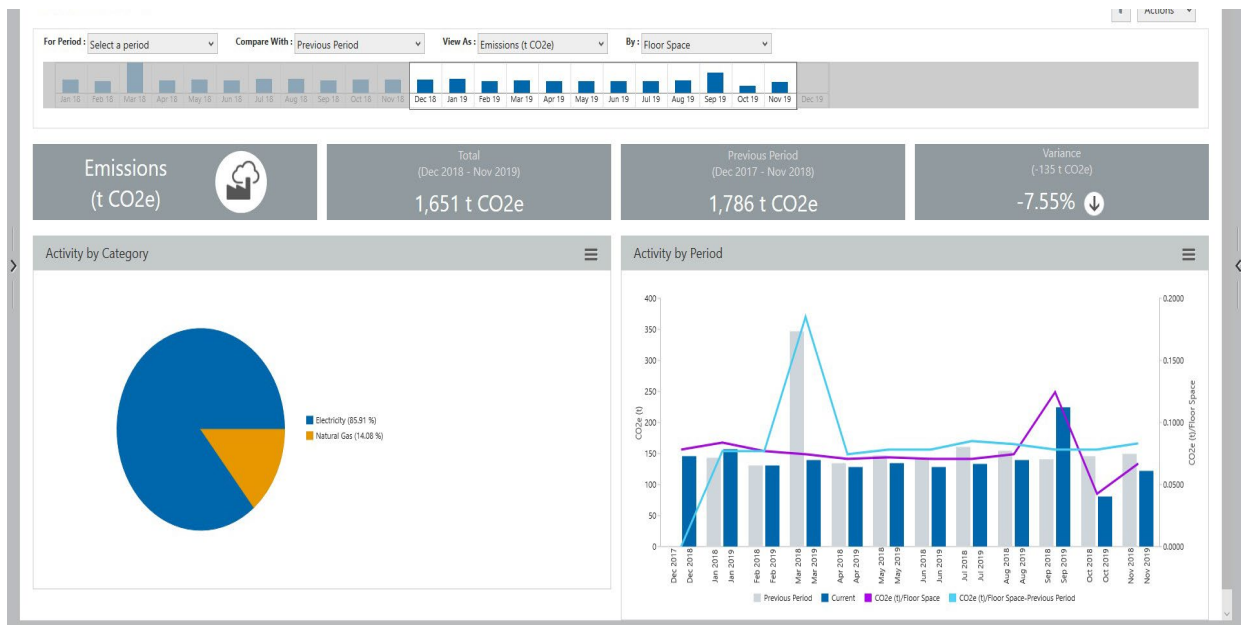 Actions
For Period : Select a period Compare With : Previous Period View As : Emissions (t CO2e) By : Floor Space
Jan 18 Feb 18 Mar 18 Apr 18 May 18 Jun 18 Jul 18 Aug 18 Sep 18 Oct 18 Nov 18 Dec 18 Jan 19 Feb 19 Mar 19 Apr 19 May 19 Jun 19 Jul 19 Aug 19 Sep 19 Oct 19 Nov 19 Dec 19
Emissions
(t CO2e)
Total
(Dec 2018 - Nov 2019)
1,651 t CO2e
Previous Period
(Dec 2017 - Nov 2018)
1,786 t CO2e
Variance
(-135 t CO2e)
-7.55%
Activity by Category
Electricity (85.91 %)
Natural Gas (14.08 %)
Activity by Period
400
350
300
250
200
150
100
50
0
CO2e (t)
0.2000
0.1500
0.1000
0.0500
0.0000
CO2e (t)/Floor Space
Dec 2017
Dec 2018
Jan 2018
Jan 2019
Feb 2018
Feb 2019
Mar 2018
Mar 2019
Apr 2018
Apr 2019
May 2018
May 2019
Jun 2018
Jun 2019
Jul 2018
Jul 2019
Aug 2018
Aug 2019
Sep 2018
Sep 2019
Oct 2018
Oct 2019
Nov 2018
Nov 2019
Previous Period Current CO2e (t)/Floor Space CO2e (t)/Floor Space-Previous Period